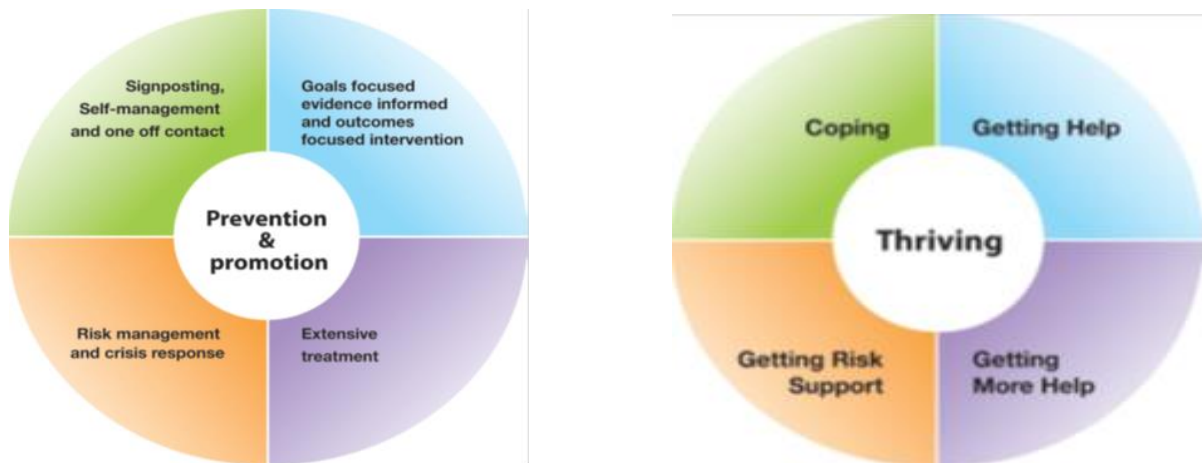 Signposting,
Self-management
and one off contact
Goals focused
evidence informed
and outcomes
focused intervention
Prevention
&
promotion
Risk management
and crisis response
Extensive
treatment
Coping
Getting Help
Thriving
Getting Risk
Support
Getting
More Help